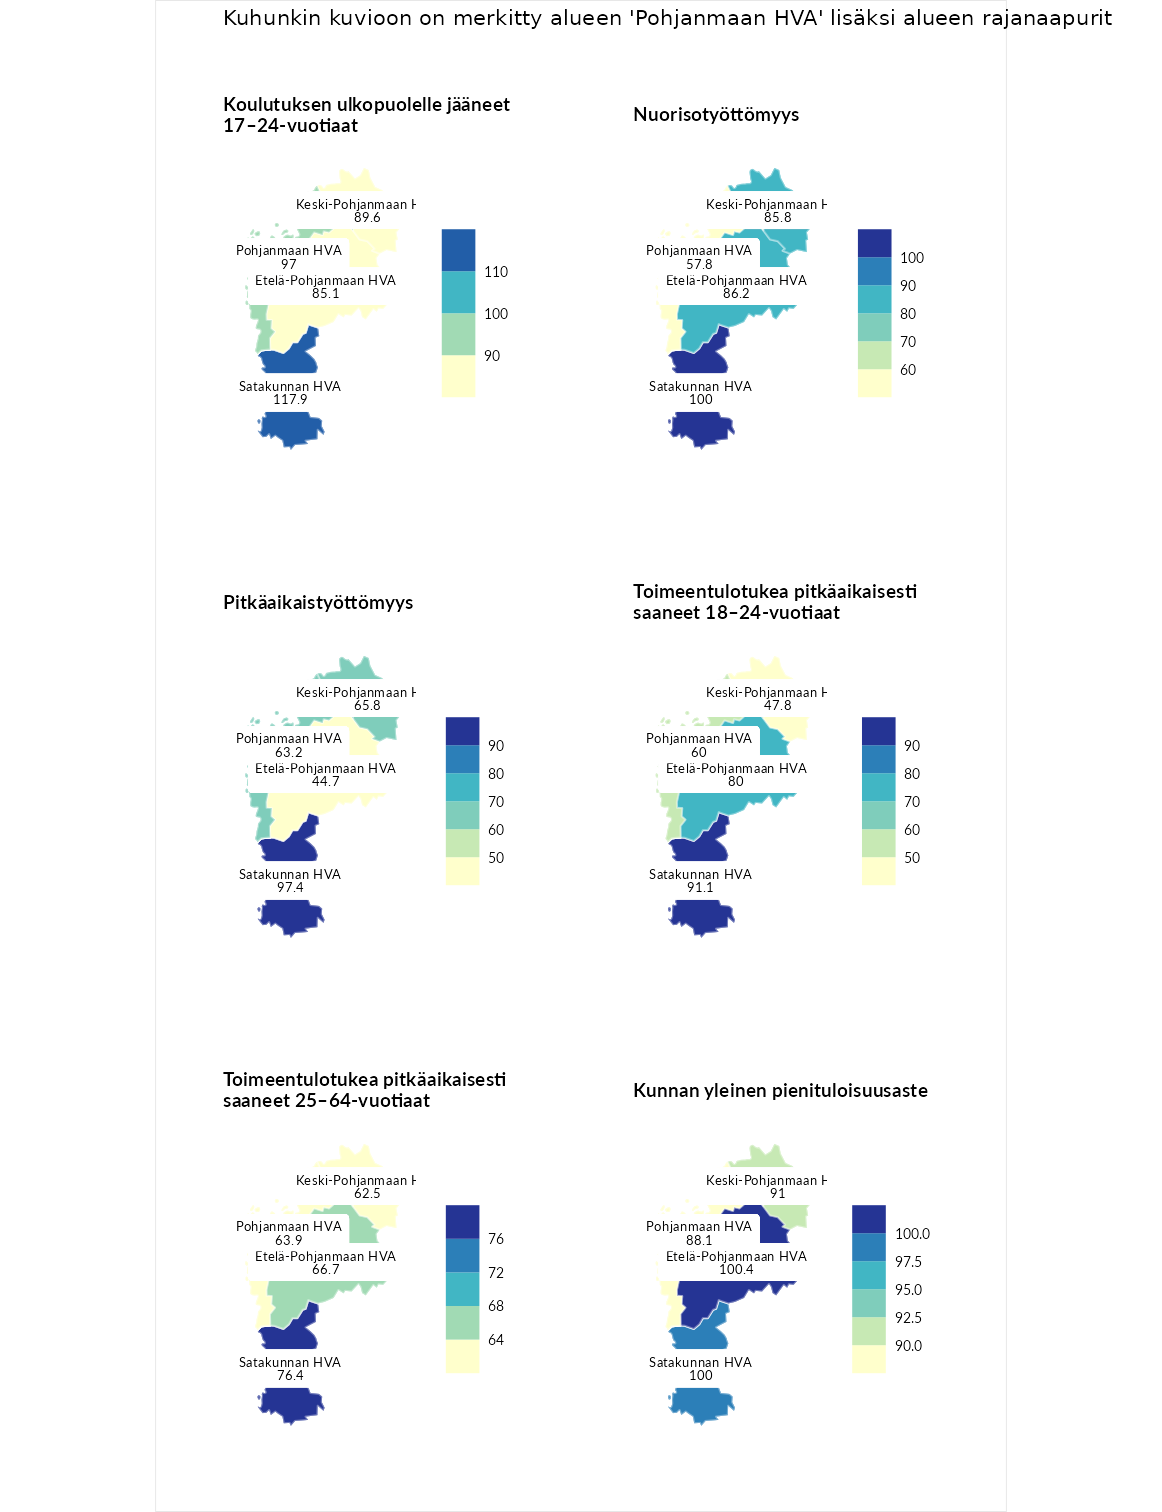 Kuhunkin kuvioon on merkitty alueen 'Pohjanmaan HVA' lisäksi alueen rajanaapurit
Koulutuksen ulkopuolelle jääneet
17–24-vuotiaat
Keski-Pohjanmaan H
89.6
Pohjanmaan HVA
97
Etelä-Pohjanmaan HVA
85.1
Satakunnan HVA
117.9
110
100
90
Nuorisotyöttömyys
Keski-Pohjanmaan H
85.8
Pohjanmaan HVA
57.8
Etelä-Pohjanmaan HVA
86.2
Satakunnan HVA
100
100
90
80
70
60
Pitkäaikaistyöttömyys
Keski-Pohjanmaan H
65.8
Pohjanmaan HVA
63.2
Etelä-Pohjanmaan HVA
44.7
Satakunnan HVA
97.4
90
80
70
60
50
Toimeentulotukea pitkäaikaisesti
saaneet 18–24-vuotiaat
Keski-Pohjanmaan H
47.8
Pohjanmaan HVA
60
Etelä-Pohjanmaan HVA
80
Satakunnan HVA
91.1
90
80
70
60
50
Toimeentulotukea pitkäaikaisesti
saaneet 25–64-vuotiaat
Keski-Pohjanmaan H
62.5
Pohjanmaan HVA
63.9
Etelä-Pohjanmaan HVA
66.7
Satakunnan HVA
76.4
76
72
68
64
Kunnan yleinen pienituloisuusaste
Keski-Pohjanmaan H
91
Pohjanmaan HVA
88.1
Etelä-Pohjanmaan HVA
100.4
Satakunnan HVA
100
100.0
97.5
95.0
92.5
90.0